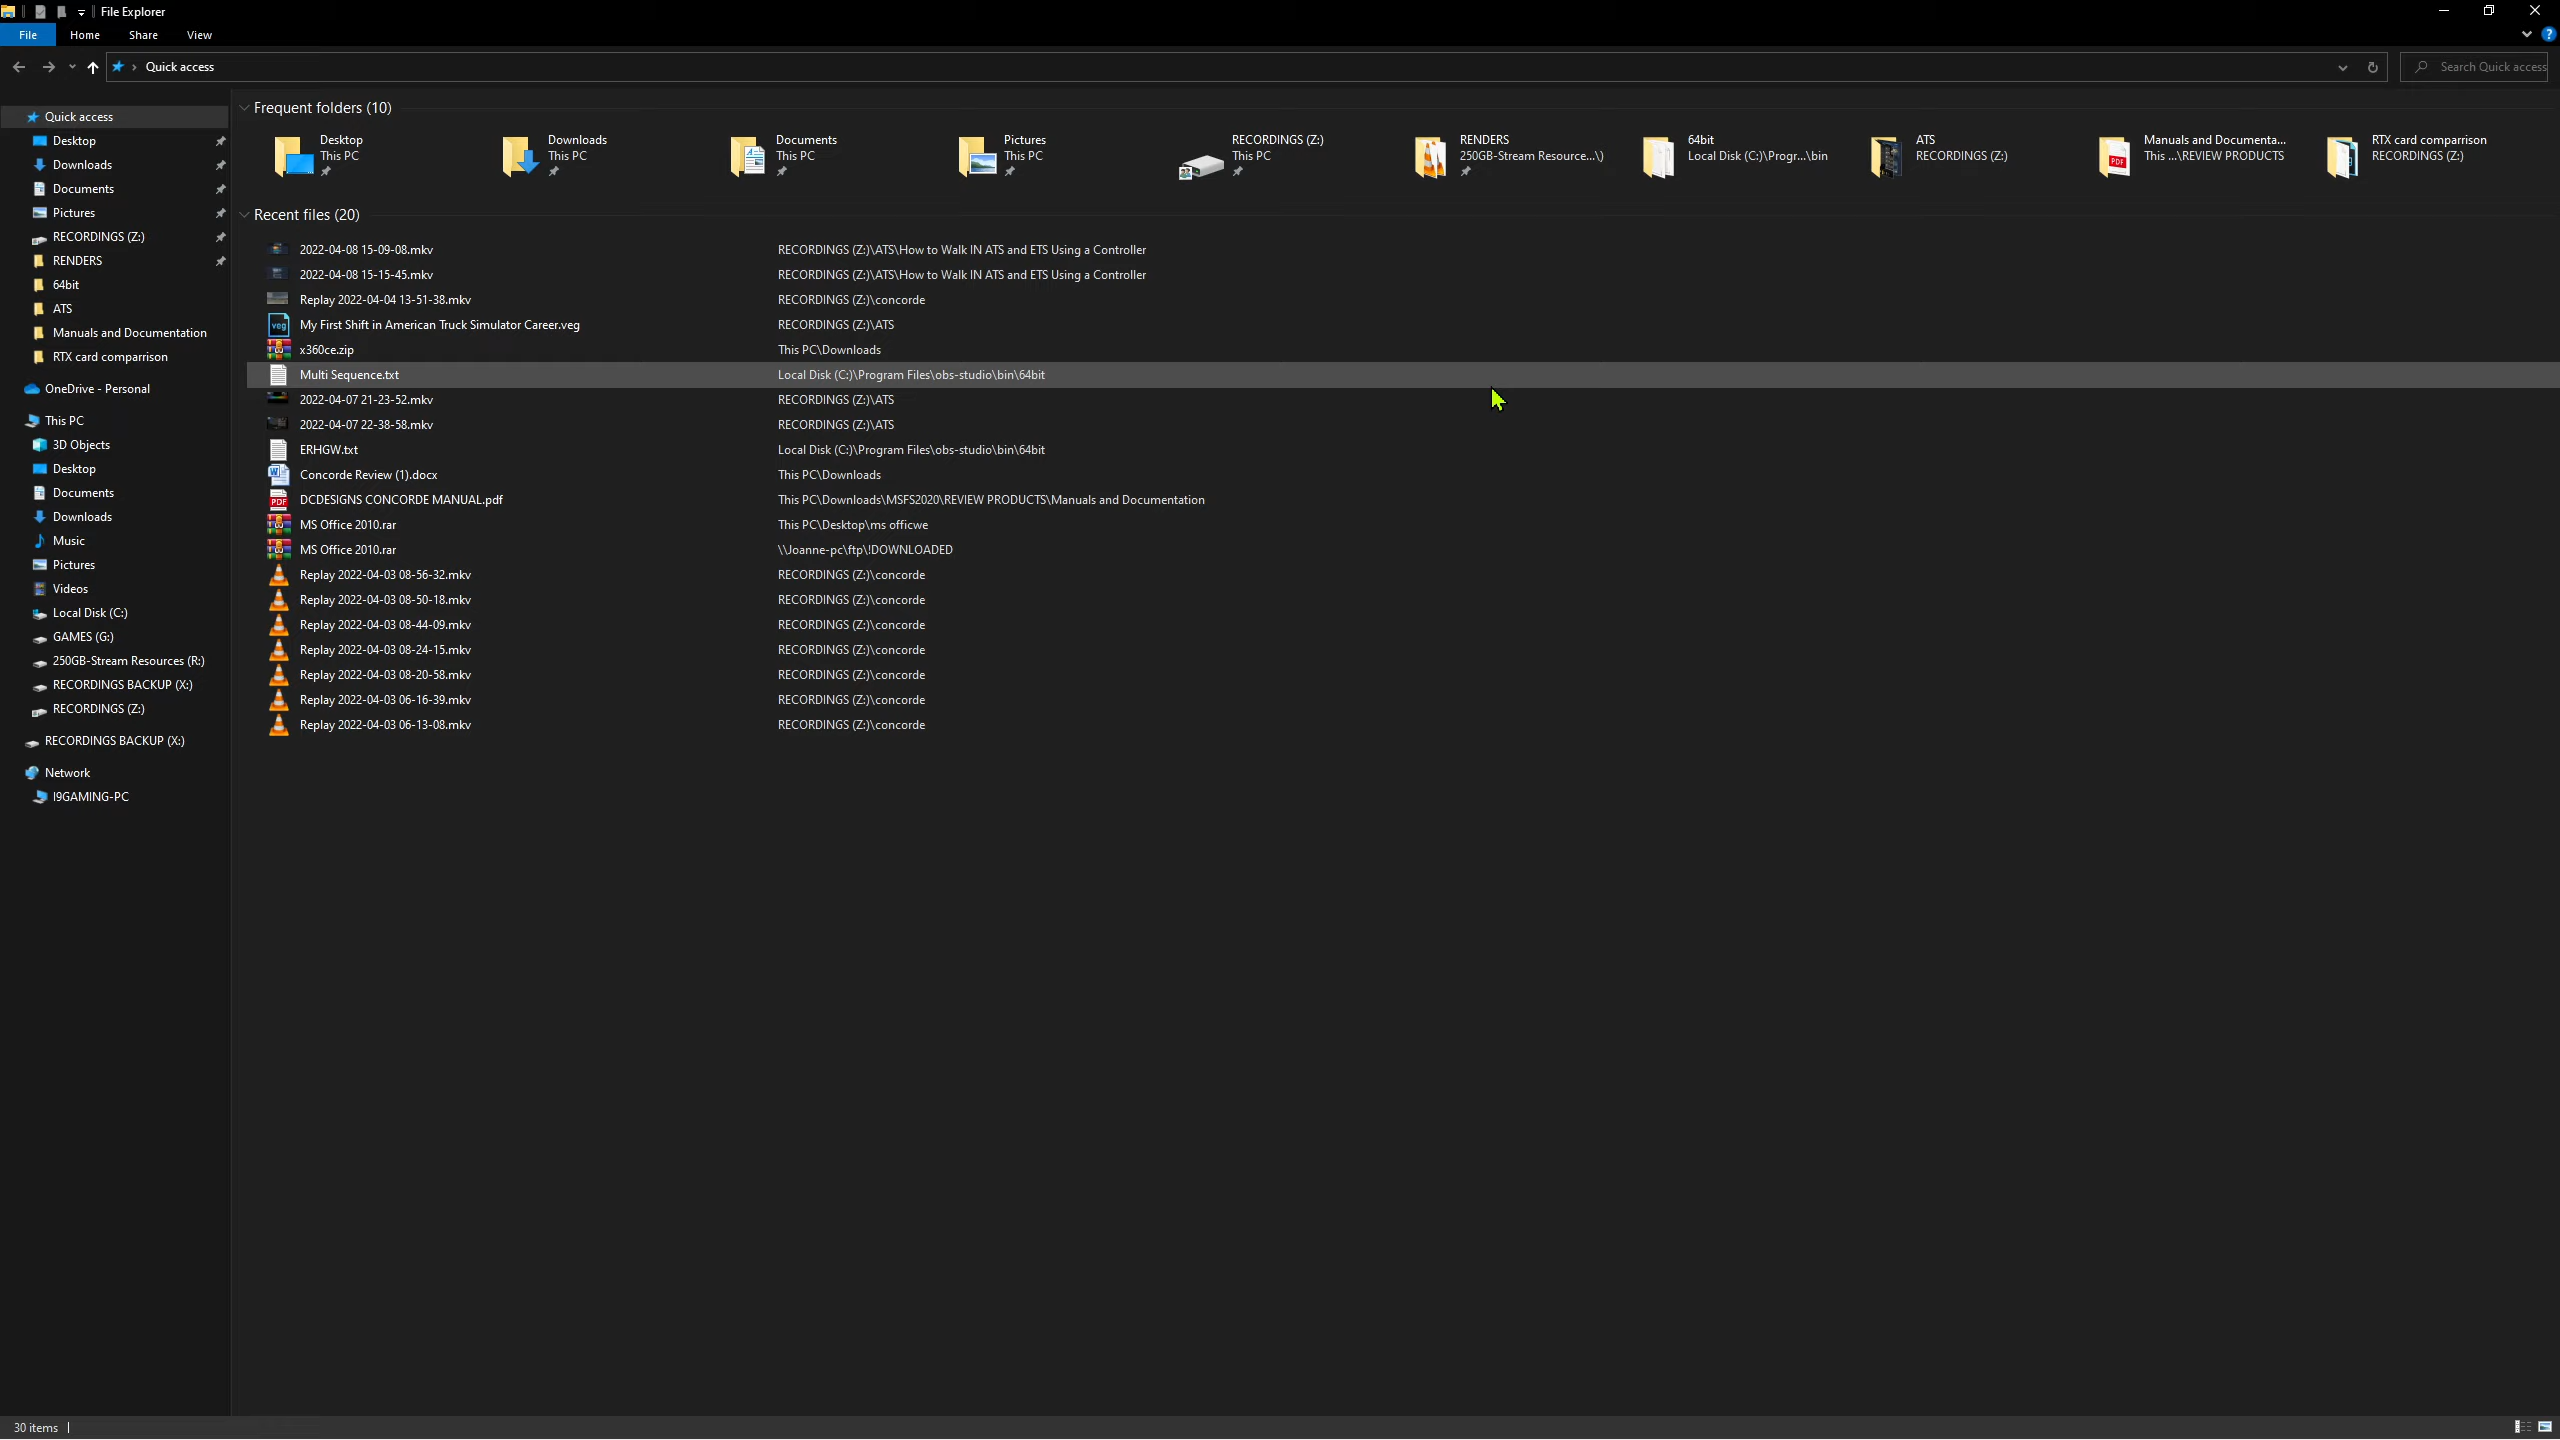 File Explorer
File Home Share View
Quick access
Search Quick access
Quick access
Desktop
Downloads
Documents
Pictures
RECORDINGS (Z:)
RENDERS
64bit
ATS
Manuals and Documentation
RTX card comparrison
OneDrive - Personal
This PC
3D Objects
Desktop
Documents
Downloads
Music
Pictures
Videos
Local Disk (C:)
GAMES (G:)
250GB-Stream Resources (R:)
RECORDINGS BACKUP (X:)
RECORDINGS (Z:)
RECORDINGS BACKUP (X:)
Network
I9GAMING-PC
Frequent folders (10)
Desktop
This PC
Downloads
This PC
Documents
This PC
Pictures
This PC
RECORDINGS (Z:)
This PC
RENDERS
250GB-Stream Resource...\)
64bit
Local Disk (C:)\Progr...\bin
ATS
RECORDINGS (Z:)
Manuals and Documenta...
This ...\REVIEW PRODUCTS
RTX card comparrison
RECORDINGS (Z:)
Recent files (20)
2022-04-08 15-09-08.mkv RECORDINGS (Z:)\ATS\How to Walk IN ATS and ETS Using a Controller
2022-04-08 15-15-45.mkv RECORDINGS (Z:)\ATS\How to Walk IN ATS and ETS Using a Controller
Replay 2022-04-04 13-51-38.mkv RECORDINGS (Z:)\concorde
My First Shift in American Truck Simulator Career.veg RECORDINGS (Z:)\ATS
x360ce.zip This PC\Downloads
Multi Sequence.txt Local Disk (C:)\Program Files\obs-studio\bin\64bit
2022-04-07 21-23-52.mkv RECORDINGS (Z:)\ATS
2022-04-07 22-38-58.mkv RECORDINGS (Z:)\ATS
ERHGW.txt Local Disk (C:)\Program Files\obs-studio\bin\64bit
Concorde Review (1).docx This PC\Downloads
DCDESIGNS CONCORDE MANUAL.pdf This PC\Downloads\MSFS2020\REVIEW PRODUCTS\Manuals and Documentation
MS Office 2010.rar This PC\Desktop\ms officwe
MS Office 2010.rar \\Joanne-pc\ftp\!DOWNLOADED
Replay 2022-04-03 08-56-32.mkv RECORDINGS (Z:)\concorde
Replay 2022-04-03 08-50-18.mkv RECORDINGS (Z:)\concorde
Replay 2022-04-03 08-44-09.mkv RECORDINGS (Z:)\concorde
Replay 2022-04-03 08-24-15.mkv RECORDINGS (Z:)\concorde
Replay 2022-04-03 08-20-58.mkv RECORDINGS (Z:)\concorde
Replay 2022-04-03 06-16-39.mkv RECORDINGS (Z:)\concorde
Replay 2022-04-03 06-13-08.mkv RECORDINGS (Z:)\concorde
30 items